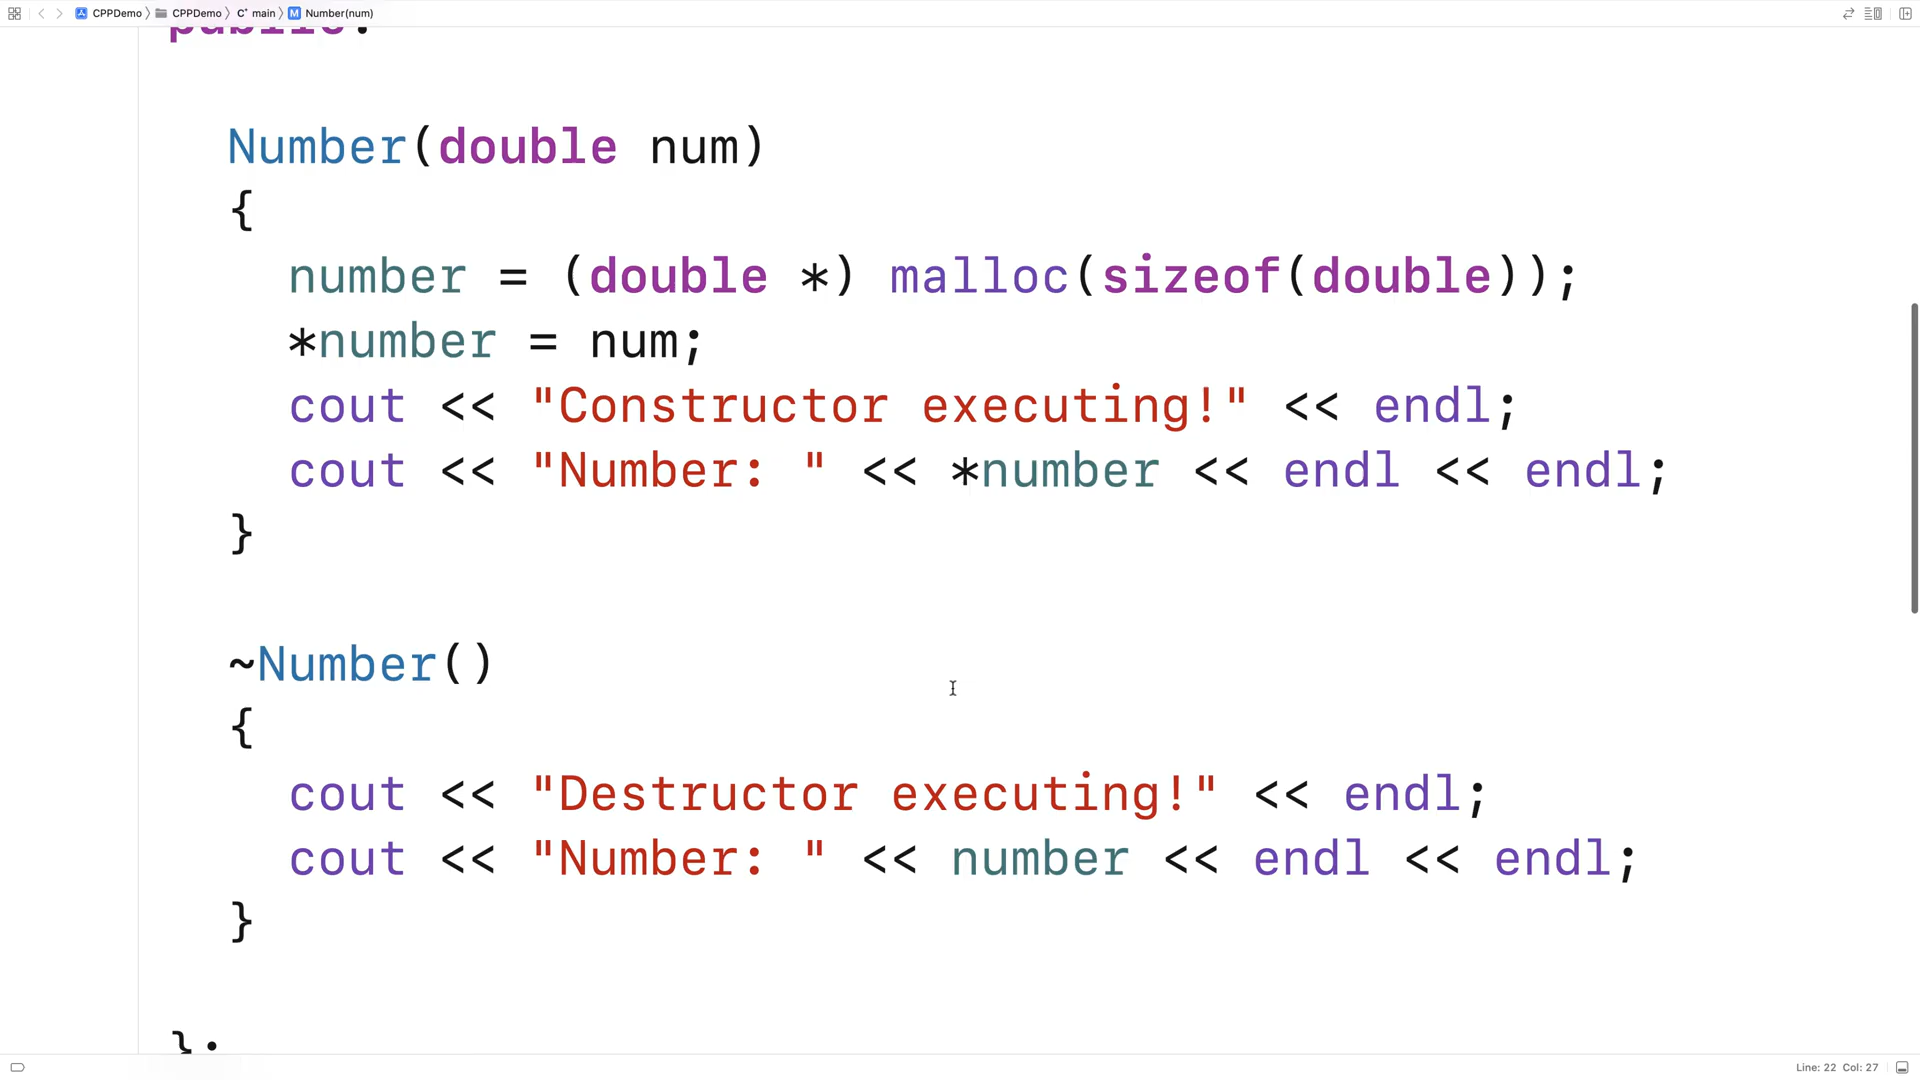 CPPDemo 〉 CPPDemo 〉 C⁺ main 〉 M Number(num)
public:
Number(double num)
{
number = (double *) malloc(sizeof(double));
*number = num;
cout << "Constructor executing!" << endl;
cout << "Number: " << *number << endl << endl;
}
~Number()
{
cout << "Destructor executing!" << endl;
cout << "Number: " << number << endl << endl;
}
};
Line: 22 Col: 27